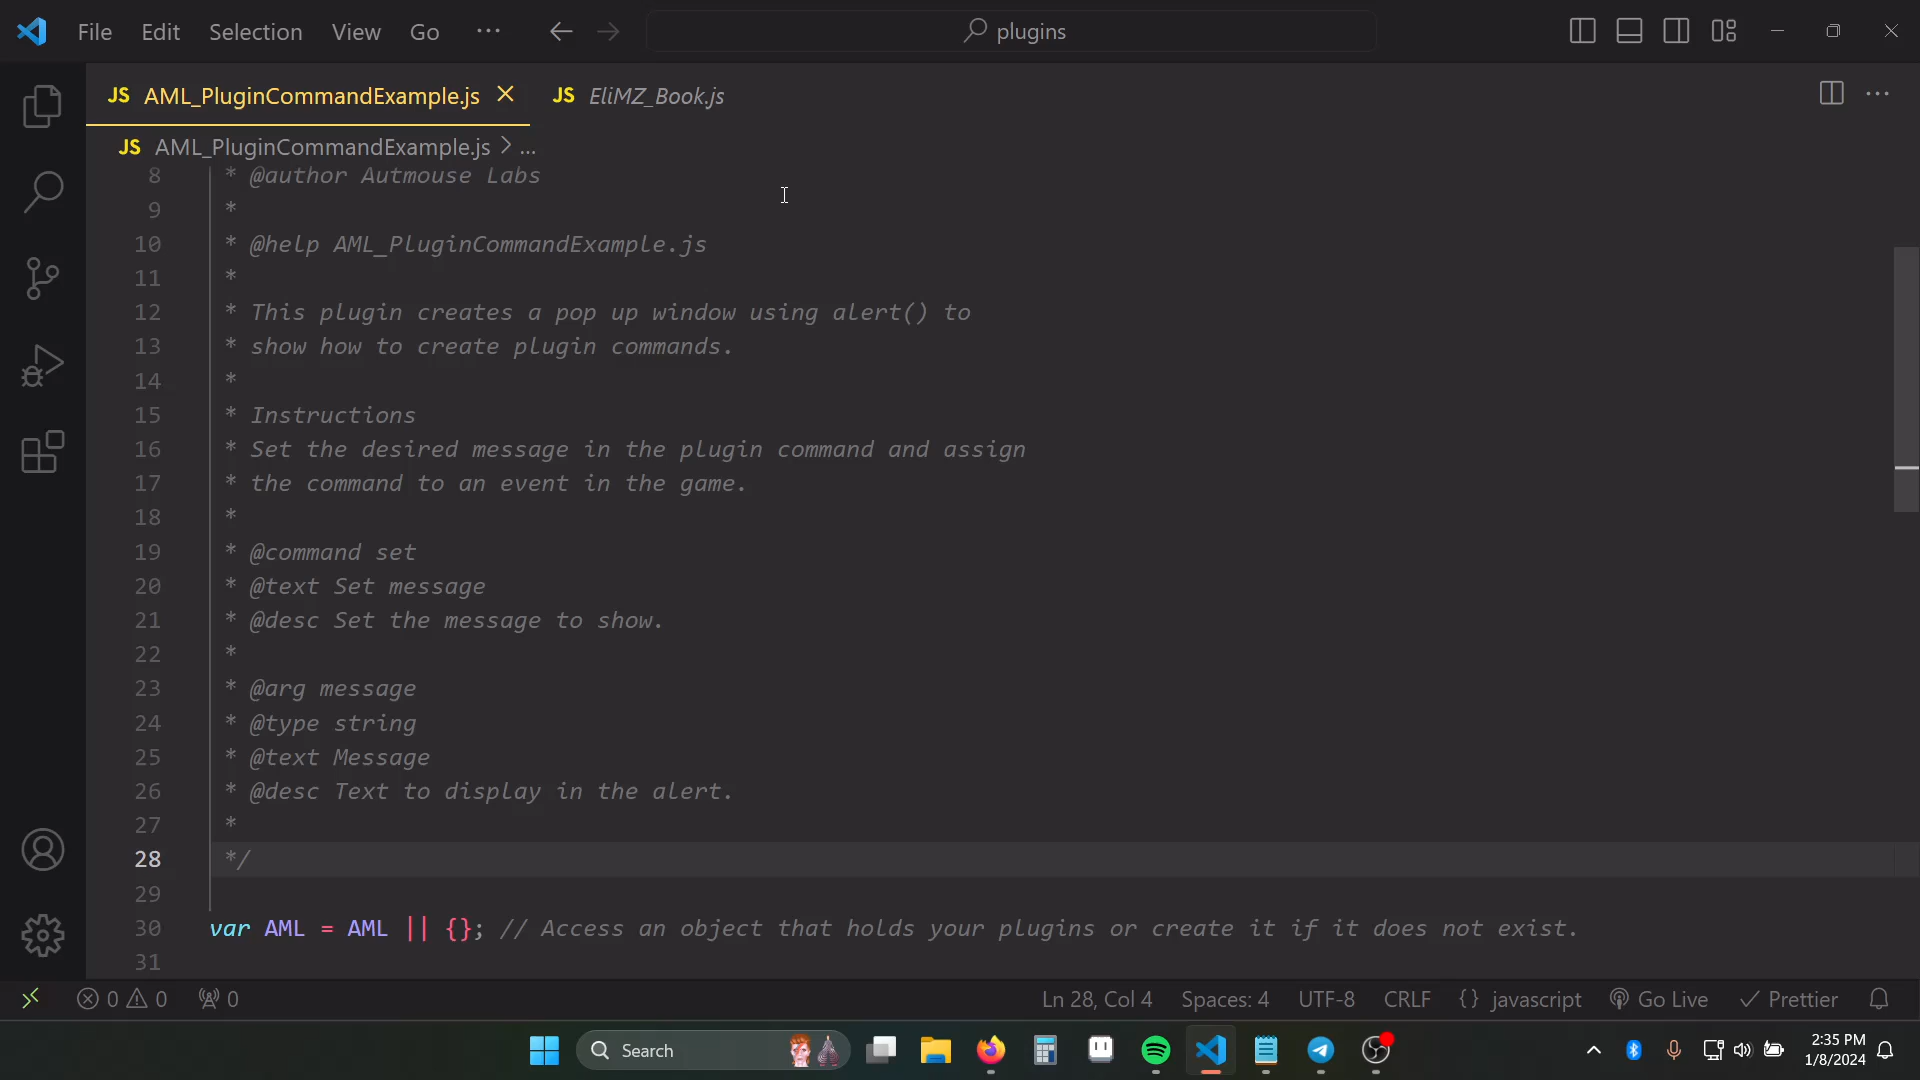 File Edit Selection View Go ··· plugins
JS AML_PluginCommandExample.js JS EliMZ_Book.js
JS AML_PluginCommandExample.js > ...
8 * @author Automouse Labs
9 *
10 * @help AML_PluginCommandExample.js
11 *
12 * This plugin creates a pop up window using alert() to
13 * show how to create plugin commands.
14 *
15 * Instructions
16 * Set the desired message in the plugin command and assign
17 * the command to an event in the game.
18 *
19 * @command set
20 * @text Set message
21 * @desc Set the message to show.
22 *
23 * @arg message
24 * @type string
25 * @text Message
26 * @desc Text to display in the alert.
27 *
28 */
29
30 var AML = AML || {}; // Access an object that holds your plugins or create it if it does not exist.
31
0 0 0 Ln 28, Col 4 Spaces: 4 UTF-8 CRLF {} javascript Go Live Prettier
Search 2:35 PM
1/8/2024